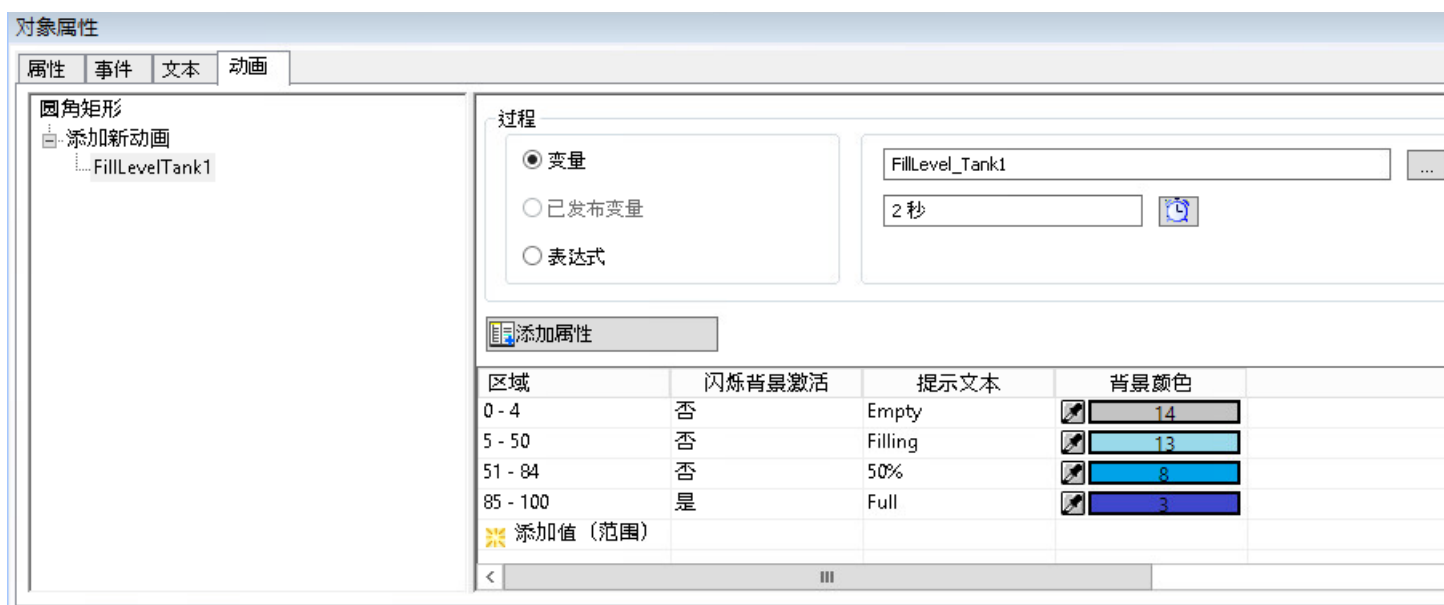 对象属性
属性 事件 文本 动画
圆角矩形
添加新动画
FillLevelTank1
过程
变量
已发布变量
表达式
FillLevel_Tank1
...
2 秒
添加属性
区域 闪烁背景激活 提示文本 背景颜色
0 - 4 否 Empty 14
5 - 50 否 Filling 13
51 - 84 否 50% 8
85 - 100 是 Full 3
添加值（范围）